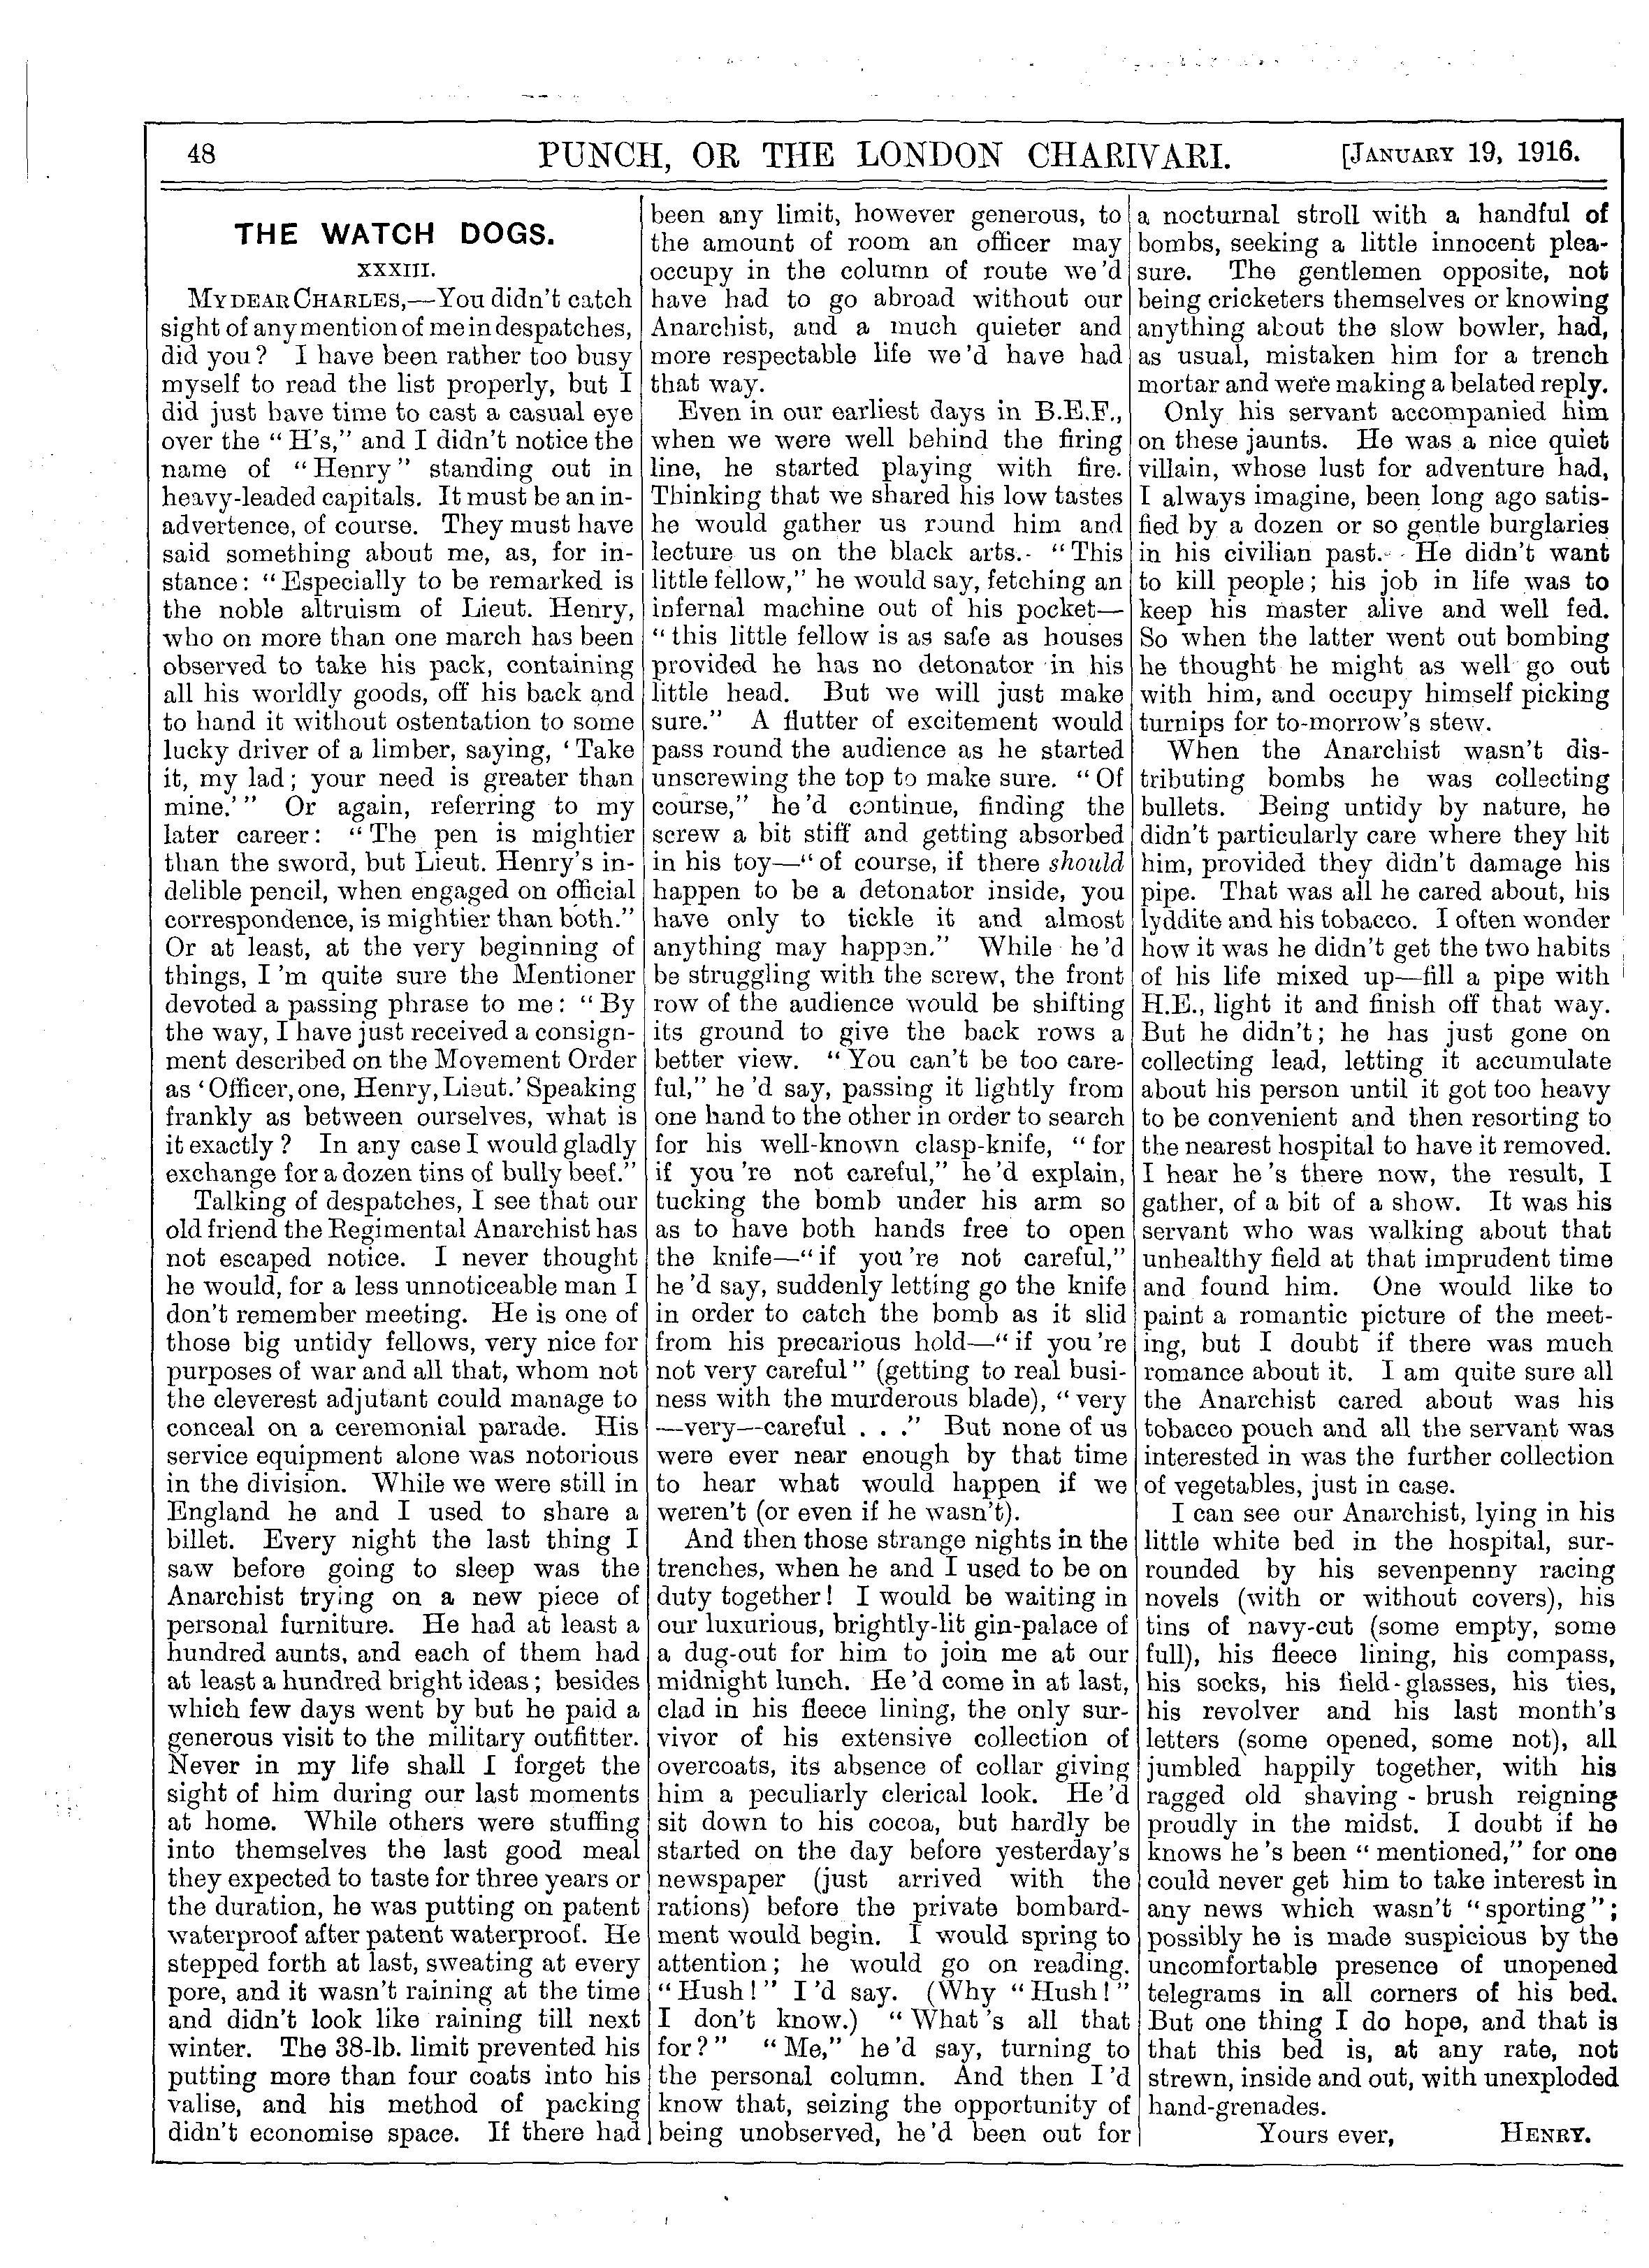 48
PUNCH, OR THE LONDON CHARIVARI.
[JANUARY 19, 1916.
THE WATCH DOGS.
XXXIII.
MY DEAR CHARLES,—You didn't catch
sight of any mention of me in despatches,
did you? I have been rather too busy
myself to read the list properly, but I
did just have time to cast a casual eye
over the "H's," and I didn't notice the
name of "Henry" standing out in
heavy-leaded capitals. It must be an in-
advertence, of course. They must have
said something about me, as, for in-
stance: "Especially to be remarked is
the noble altruism of Lieut. Henry,
who on more than one march has been
observed to take his pack, containing
all his worldly goods, off his back and
to hand it without ostentation to some
lucky driver of a limber, saying, 'Take
it, my lad; your need is greater than
mine.'" Or again, referring to my
later career: "The pen is mightier
than the sword, but Lieut. Henry's in-
delible pencil, when engaged on official
correspondence, is mightier than both."
Or at least, at the very beginning of
things, I'm quite sure the Mentioner
devoted a passing phrase to me: "By
the way, I have just received a consign-
ment described on the Movement Order
as 'Officer, one, Henry, Lieut.' Speaking
frankly as between ourselves, what is
it exactly? In any case I would gladly
exchange for a dozen tins of bully beef."
Talking of despatches, I see that our
old friend the Regimental Anarchist has
not escaped notice. I never thought
he would, for a less unnoticeable man I
don't remember meeting. He is one of
those big untidy fellows, very nice for
purposes of war and all that, whom not
the cleverest adjutant could manage to
conceal on a ceremonial parade. His
service equipment alone was notorious
in the division. While we were still in
England he and I used to share a
billet. Every night the last thing I
saw before going to sleep was the
Anarchist trying on a new piece of
personal furniture. He had at least a
hundred aunts, and each of them had
at least a hundred bright ideas; besides
which few days went by but he paid a
generous visit to the military outfitter.
Never in my life shall I forget the
sight of him during our last moments
at home. While others were stuffing
into themselves the last good meal
they expected to taste for three years or
the duration, he was putting on patent
waterproof after patent waterproof. He
stepped forth at last, sweating at every
pore, and it wasn't raining at the time
and didn't look like raining till next
winter. The 38-lb. limit prevented his
putting more than four coats into his
valise, and his method of packing
didn't economise space. If there had
been any limit, however generous, to
the amount of room an officer may
occupy in the column of route we'd
have had to go abroad without our
Anarchist, and a much quieter and
more respectable life we'd have had
that way.
Even in our earliest days in B.E.F.,
when we were well behind the firing
line, he started playing with fire.
Thinking that we shared his low tastes
he would gather us round him and
lecture us on the black arts. "This
little fellow," he would say, fetching an
infernal machine out of his pocket—
"this little fellow is as safe as houses
provided he has no detonator in his
little head. But we will just make
sure." A flutter of excitement would
pass round the audience as he started
unscrewing the top to make sure. "Of
course," he'd continue, finding the
screw a bit stiff and getting absorbed
in his toy—"of course, if there should
happen to be a detonator inside, you
have only to tickle it and almost
anything may happen." While he'd
be struggling with the screw, the front
row of the audience would be shifting
its ground to give the back rows a
better view. "You can't be too care-
ful," he'd say, passing it lightly from
one hand to the other in order to search
for his well-known clasp-knife, "for
if you're not careful," he'd explain,
tucking the bomb under his arm so
as to have both hands free to open
the knife—"if you're not careful,"
he'd say, suddenly letting go the knife
in order to catch the bomb as it slid
from his precarious hold—"if you're
not very careful" (getting to real busi-
ness with the murderous blade), "very
—very—careful . . ." But none of us
were ever near enough by that time
to hear what would happen if we
weren't (or even if he wasn't).
And then those strange nights in the
trenches, when he and I used to be on
duty together! I would be waiting in
our luxurious, brightly-lit gin-palace of
a dug-out for him to join me at our
midnight lunch. He'd come in at last,
clad in his fleece lining, the only sur-
vivor of his extensive collection of
overcoats, its absence of collar giving
him a peculiarly clerical look. He'd
sit down to his cocoa, but hardly be
started on the day before yesterday's
newspaper (just arrived with the
rations) before the private bombard-
ment would begin. I would spring to
attention; he would go on reading.
"Hush!" I'd say. (Why "Hush!"
I don't know.) "What's all that
for?" "Me," he'd say, turning to
the personal column. And then I'd
know that, seizing the opportunity of
being unobserved, he'd been out for
a nocturnal stroll with a handful of
bombs, seeking a little innocent plea-
sure. The gentlemen opposite, not
being cricketers themselves or knowing
anything about the slow bowler, had,
as usual, mistaken him for a trench
mortar and were making a belated reply.
Only his servant accompanied him
on these jaunts. He was a nice quiet
villain, whose lust for adventure had,
I always imagine, been long ago satis-
fied by a dozen or so gentle burglaries
in his civilian past. He didn't want
to kill people; his job in life was to
keep his master alive and well fed.
So when the latter went out bombing
he thought he might as well go out
with him, and occupy himself picking
turnips for to-morrow's stew.
When the Anarchist wasn't dis-
tributing bombs he was collecting
bullets. Being untidy by nature, he
didn't particularly care where they hit
him, provided they didn't damage his
pipe. That was all he cared about, his
lyddite and his tobacco. I often wonder
how it was he didn't get the two habits
of his life mixed up—fill a pipe with
H.E., light it and finish off that way.
But he didn't; he has just gone on
collecting lead, letting it accumulate
about his person until it got too heavy
to be convenient and then resorting to
the nearest hospital to have it removed.
I hear he's there now, the result, I
gather, of a bit of a show. It was his
servant who was walking about that
unhealthy field at that imprudent time
and found him. One would like to
paint a romantic picture of the meet-
ing, but I doubt if there was much
romance about it. I am quite sure all
the Anarchist cared about was his
tobacco pouch and all the servant was
interested in was the further collection
of vegetables, just in case.
I can see our Anarchist, lying in his
little white bed in the hospital, sur-
rounded by his sevenpenny racing
novels (with or without covers), his
tins of navy-cut (some empty, some
full), his fleece lining, his compass,
his socks, his field-glasses, his ties,
his revolver and his last month's
letters (some opened, some not), all
jumbled happily together, with his
ragged old shaving-brush reigning
proudly in the midst. I doubt if he
knows he's been "mentioned," for one
could never get him to take interest in
any news which wasn't "sporting";
possibly he is made suspicious by the
uncomfortable presence of unopened
telegrams in all corners of his bed.
But one thing I do hope, and that is
that this bed is, at any rate, not
strewn, inside and out, with unexploded
hand-grenades.
Yours ever, HENRY.